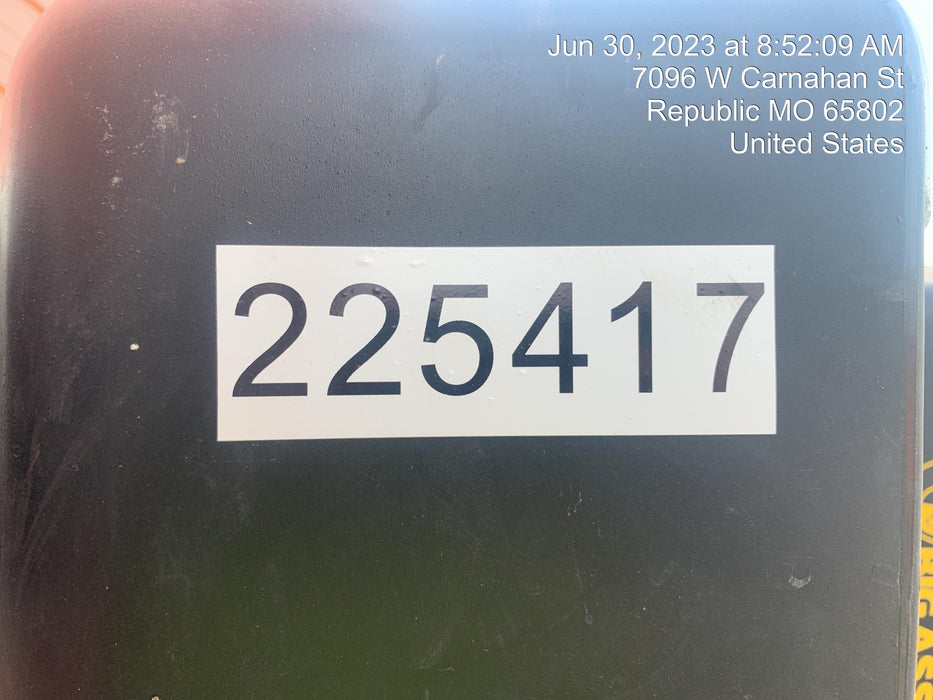 Jun 30, 2023 at 8:52:09 AM
7096 W Carnahan St
Republic MO 65802
United States
225417